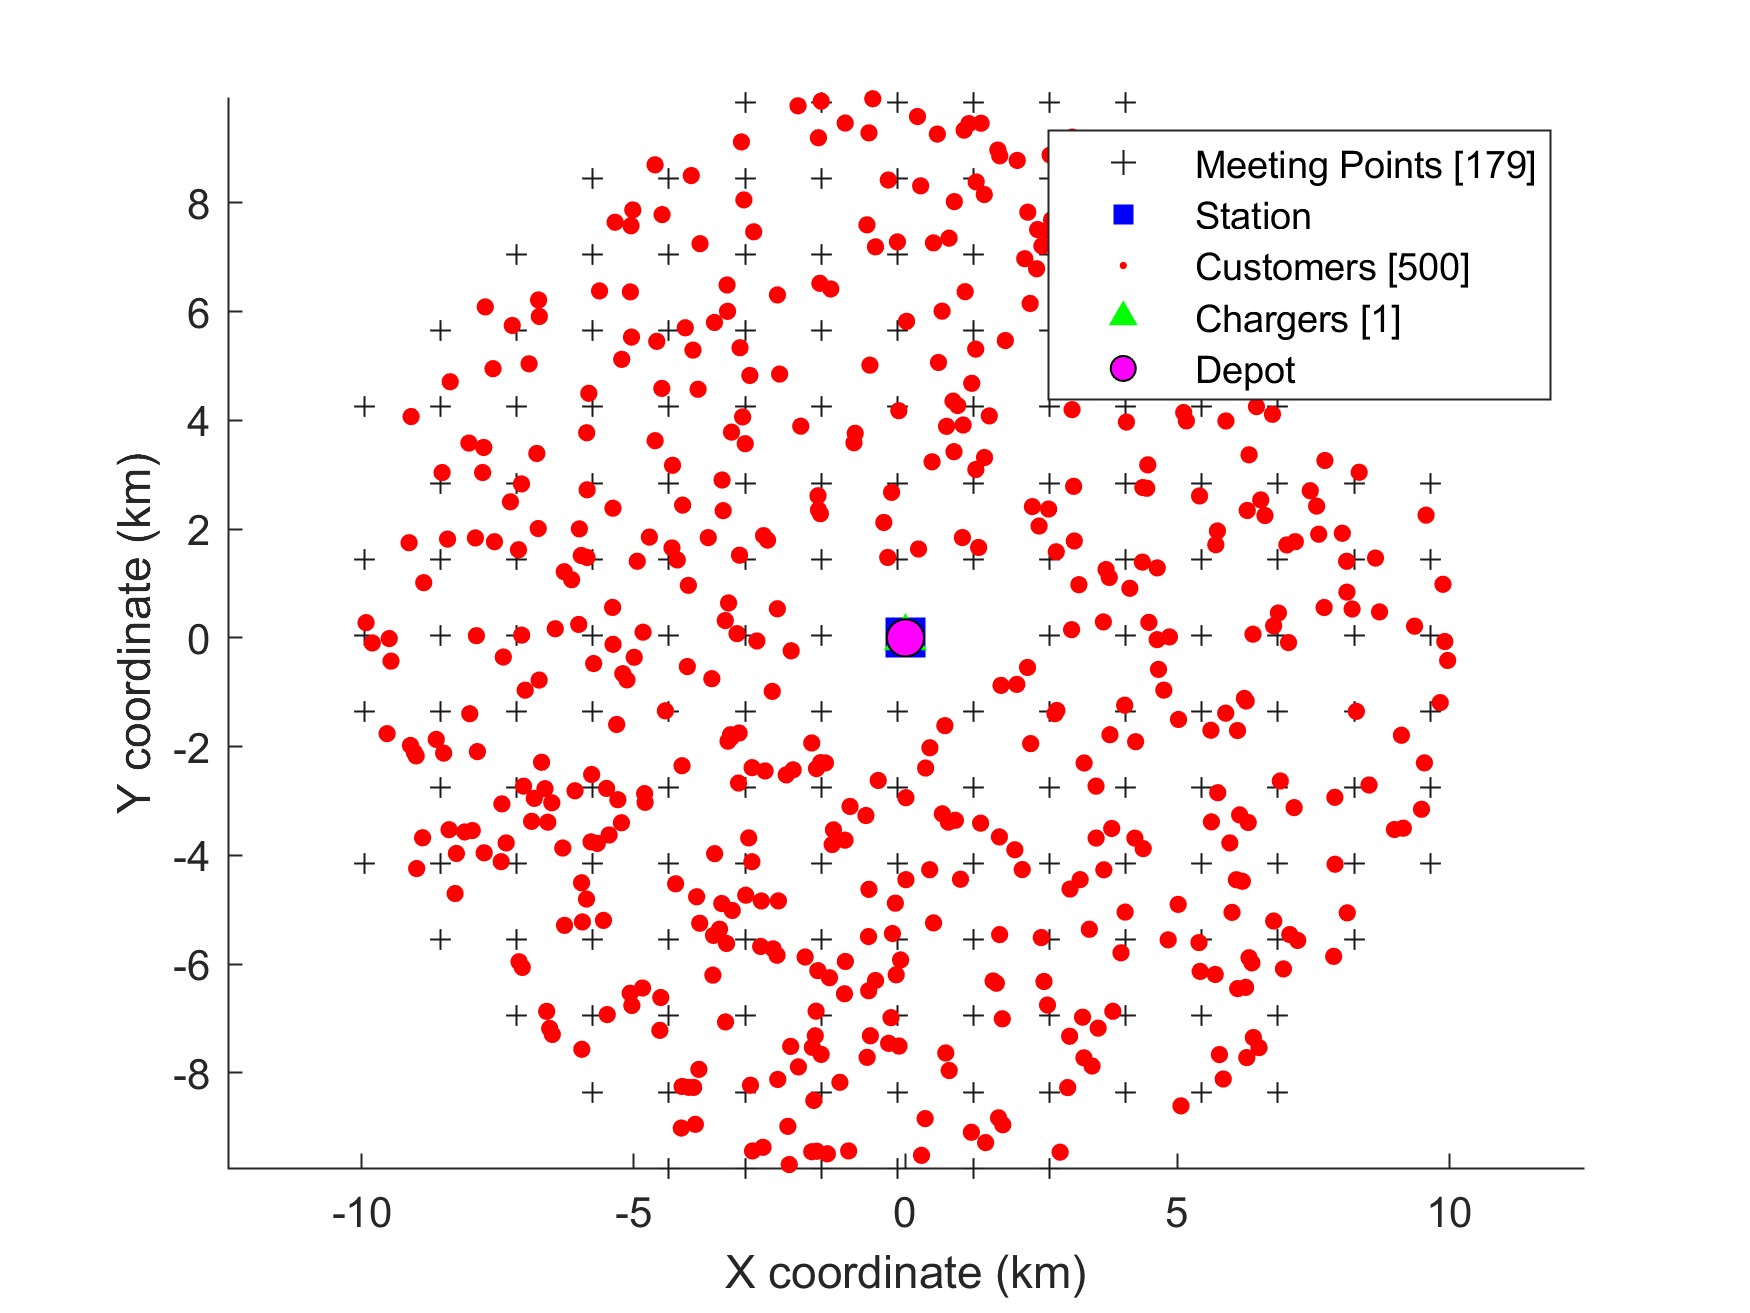 Meeting Points [179]
Station
Customers [500]
Chargers [1]
Depot
8
6
4
2
0
-2
-4
-6
-8
Y coordinate (km)
-10
-5
0
5
10
X coordinate (km)